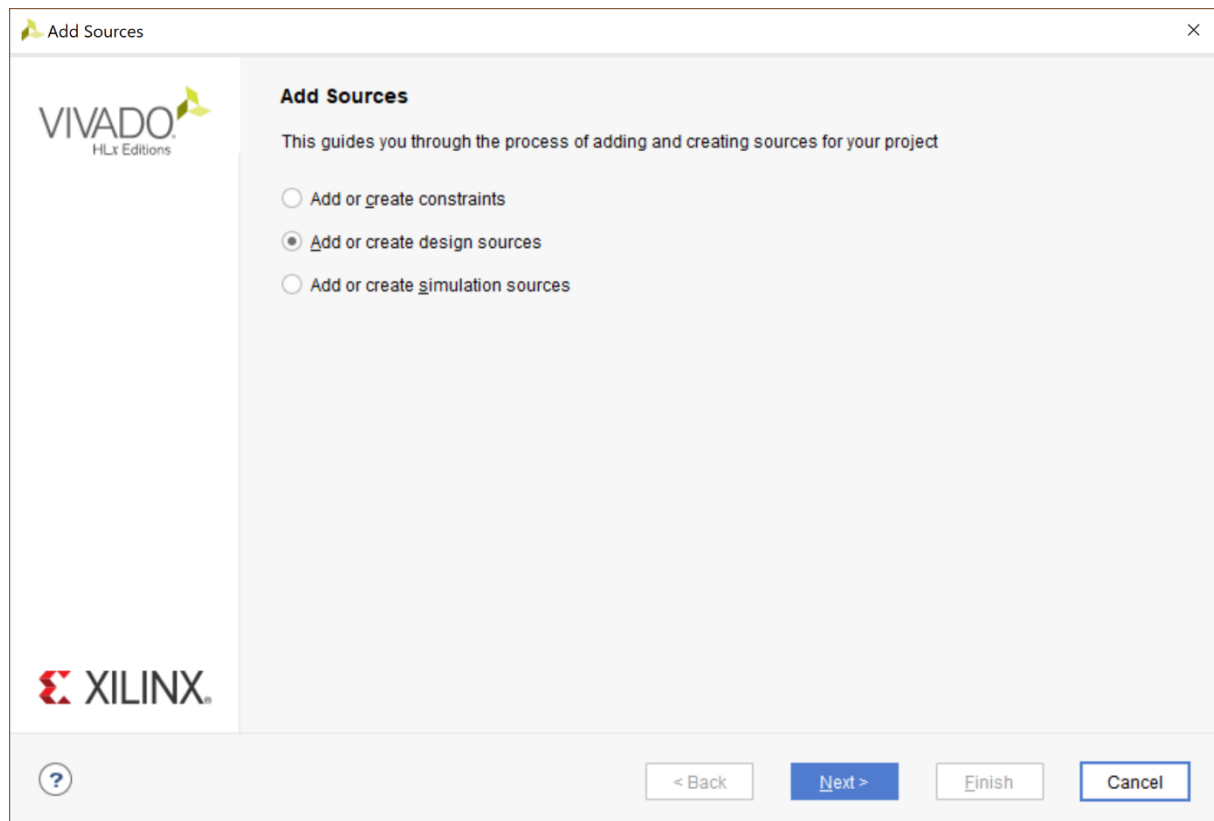 Add Sources
VIVADO.
HLx Editions
Add Sources
This guides you through the process of adding and creating sources for your project
Add or create constraints
Add or create design sources
Add or create simulation sources
XILINX.
?
< Back
Next >
Finish
Cancel